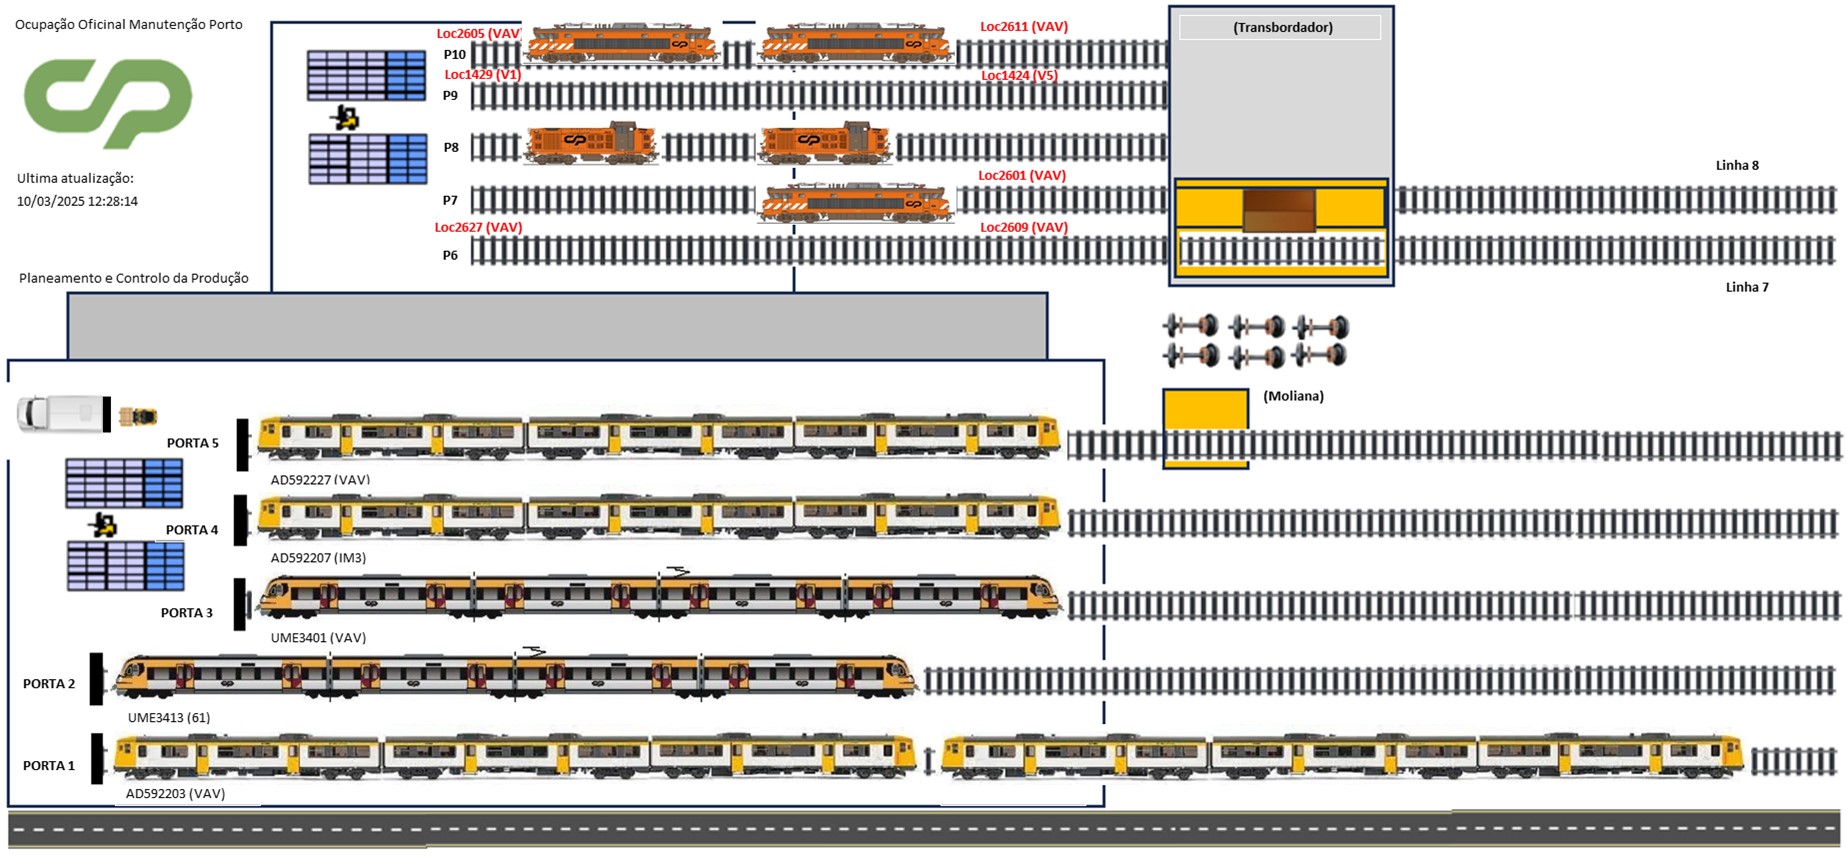 Ocupação Oficinal Manutenção Porto
CP
Ultima atualização:
10/03/2025 12:28:14
Planeamento e Controlo da Produção
Loc2605 (VAV)
Loc2611 (VAV)
P10
Loc1429 (V1)
Loc1424 (V5)
P9
P8
Loc2601 (VAV)
P7
Loc2627 (VAV)
Loc2609 (VAV)
P6
(Transbordador)
Linha 8
Linha 7
(Moliana)
PORTA 5
AD592227 (VAV)
PORTA 4
AD592207 (IM3)
PORTA 3
UME3401 (VAV)
PORTA 2
UME3413 (61)
PORTA 1
AD592203 (VAV)